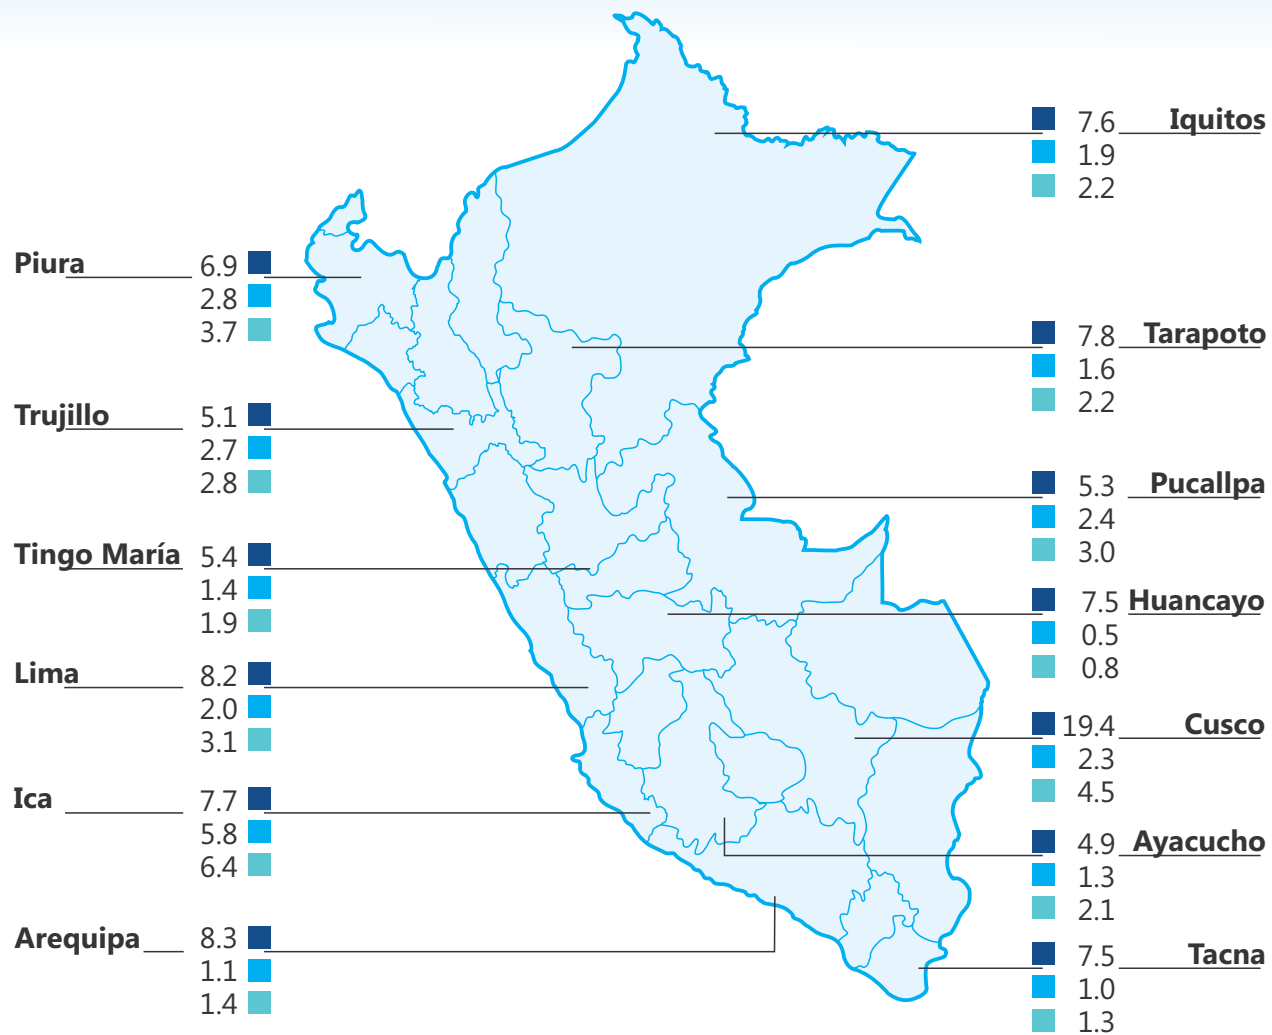 Piura 6.9
2.8
3.7
Trujillo 5.1
2.7
2.8
Tingo María 5.4
1.4
1.9
Lima 8.2
2.0
3.1
Ica 7.7
5.8
6.4
Arequipa 8.3
1.1
1.4
7.6 Iquitos
1.9
2.2
7.8 Tarapoto
1.6
2.2
5.3 Pucallpa
2.4
3.0
7.5 Huancayo
0.5
0.8
19.4 Cusco
2.3
4.5
4.9 Ayacucho
1.3
2.1
7.5 Tacna
1.0
1.3